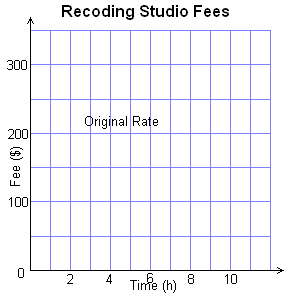 Recoding Studio Fees
300
Original Rate
200
Fee ($)
100
0
2 4 6 8 10
Time (h)